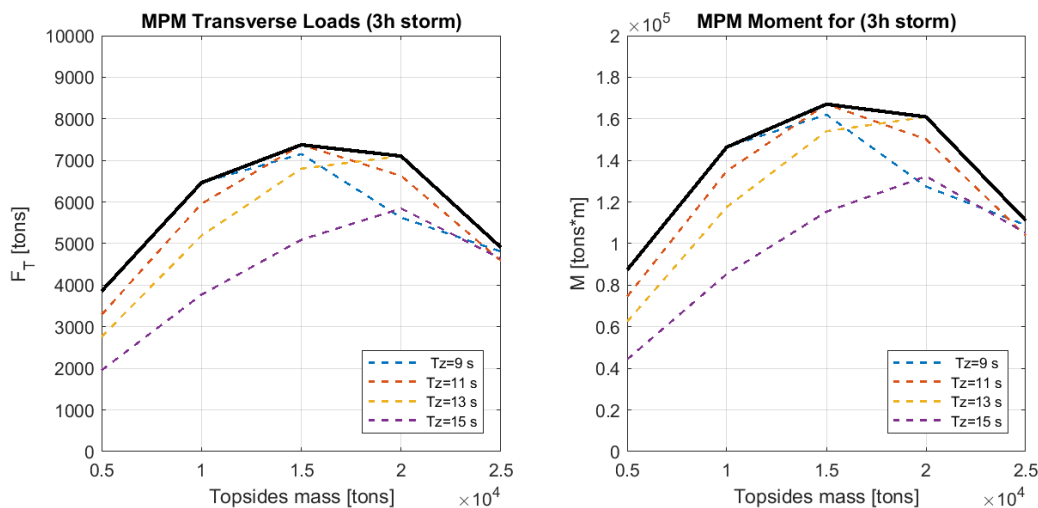 MPM Transverse Loads (3h storm)
10000
9000
8000
7000
6000
5000
4000
3000
2000
1000
0
F_T [tons]
0.5
1
1.5
2
2.5
Topsides mass [tons]
×10^4
Tz=9 s
Tz=11 s
Tz=13 s
Tz=15 s
MPM Moment for (3h storm)
×10^5
2
1.8
1.6
1.4
1.2
1
0.8
0.6
0.4
0.2
0
M [tons*m]
0.5
1
1.5
2
2.5
Topsides mass [tons]
×10^4
Tz=9 s
Tz=11 s
Tz=13 s
Tz=15 s